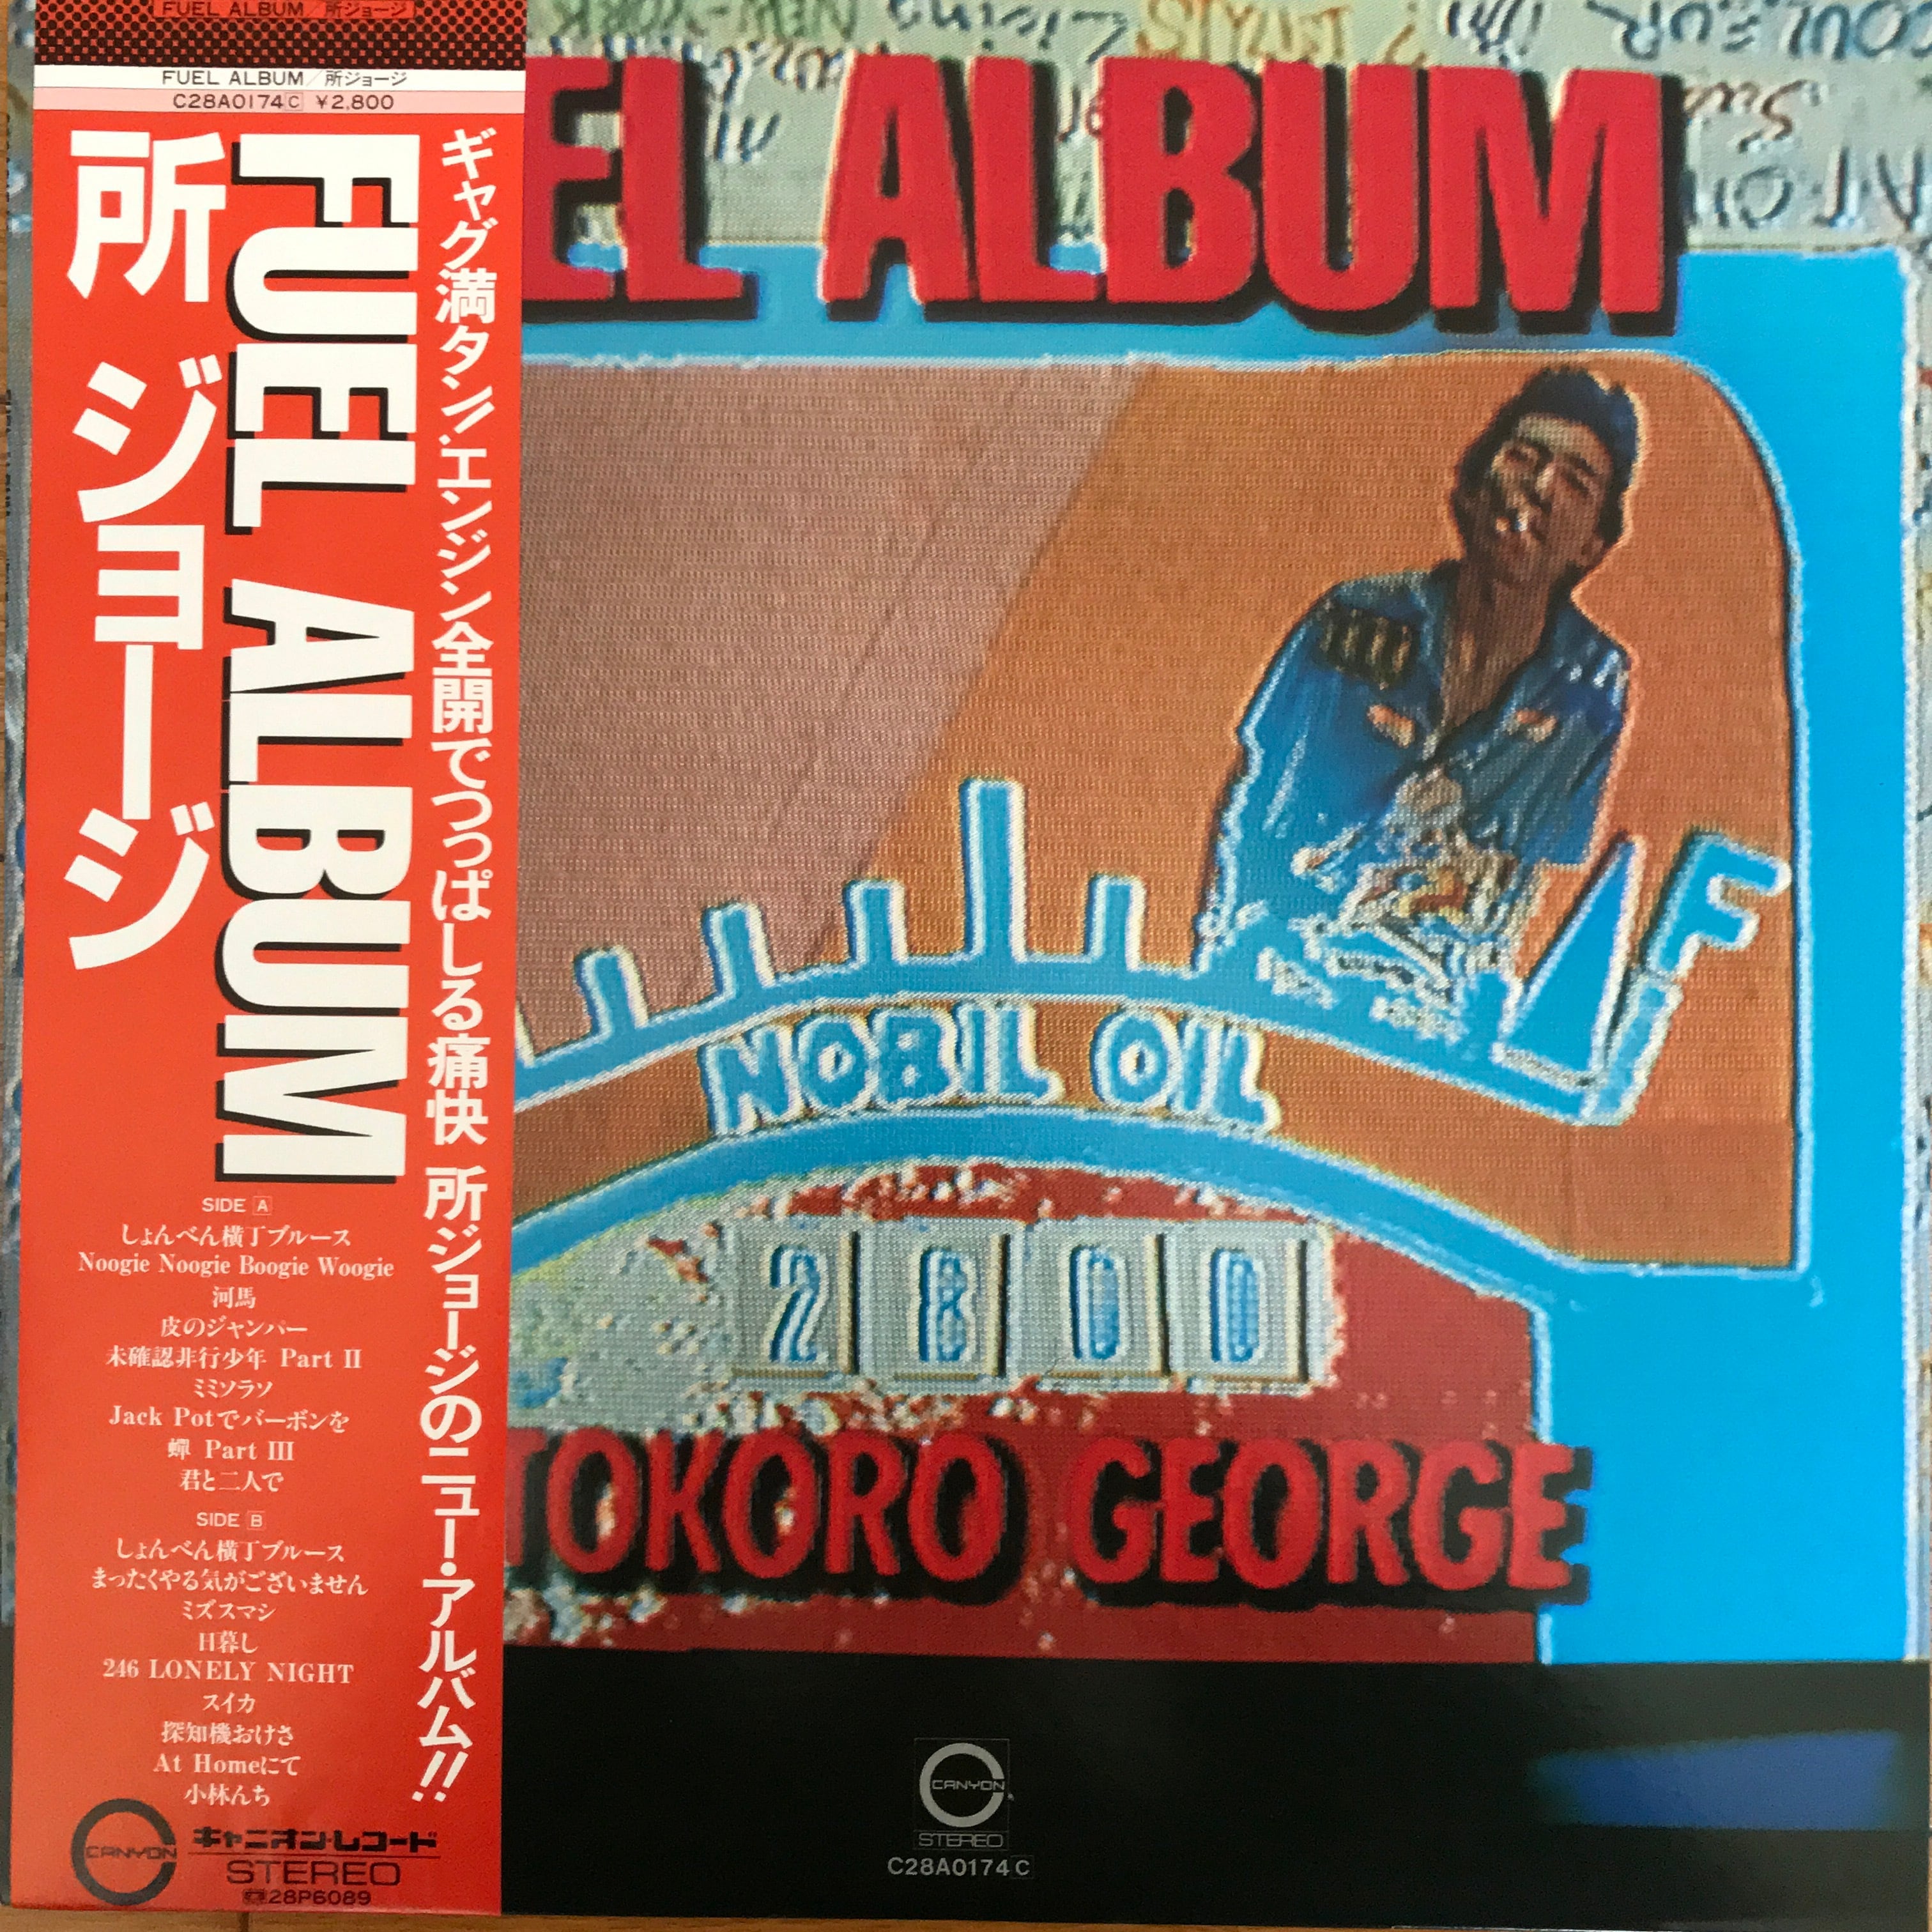 FUEL ALBUM/所ジョージ
FUEL ALBUM/所ジョージ
C28A0174C ¥2,800
ギャグ満タン!エンジン全開でつっぱしる痛快 所ジョージのニュー・アルバム!!
FUEL ALBUM
所ジョージ
SIDE A
しょんべん横丁ブルース
Noogie Noogie Boogie Woogie
河馬
皮のジャンパー
未確認非行少年 Part II
ミミソラソ
Jack Potでバーボンを
蟬 Part III
君と二人で
SIDE B
しょんべん横丁ブルース
まったくやる気がございません
ミズスマシ
日暮し
246 LONELY NIGHT
スイカ
探知機おけさ
At Homeにて
小林んち
CANYON
キャニオン・レコード
STEREO
28P6089
NEW-YORK
Living
EL ALBUM
F
NOBIL OIL
2800
TOKORO GEORGE
CANYON
STEREO
C28A0174C